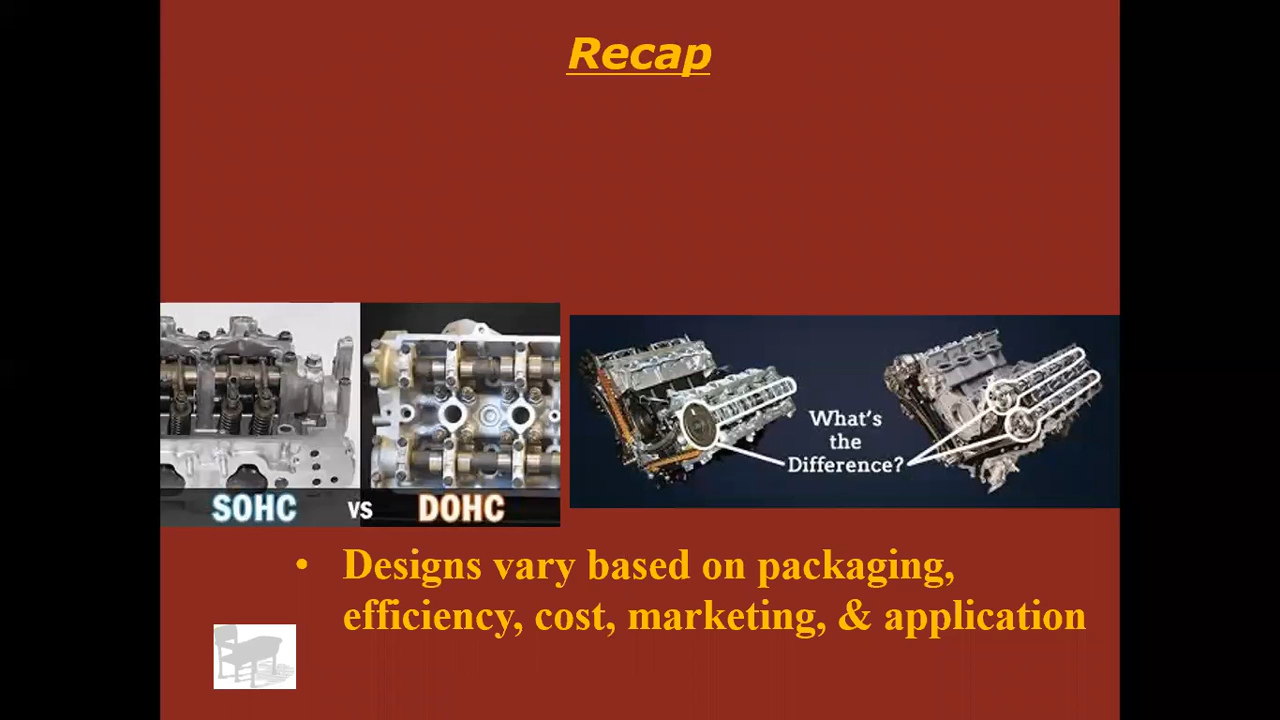 Recap
What's
the
Difference?
SOHC vs DOHC
• Designs vary based on packaging,
efficiency, cost, marketing, & application